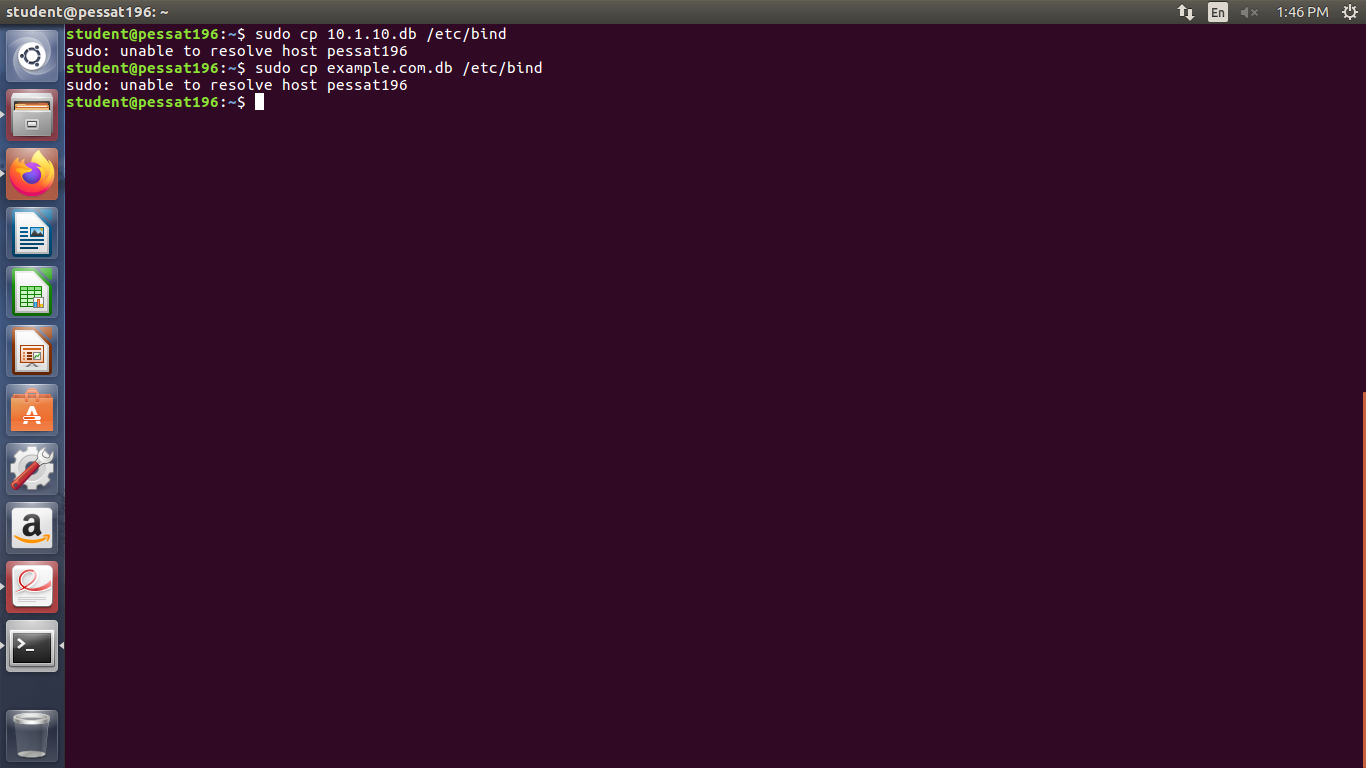 student@pessat196: ~
En
1:46 PM
student@pessat196:~$ sudo cp 10.1.10.db /etc/bind
sudo: unable to resolve host pessat196
student@pessat196:~$ sudo cp example.com.db /etc/bind
sudo: unable to resolve host pessat196
student@pessat196:~$